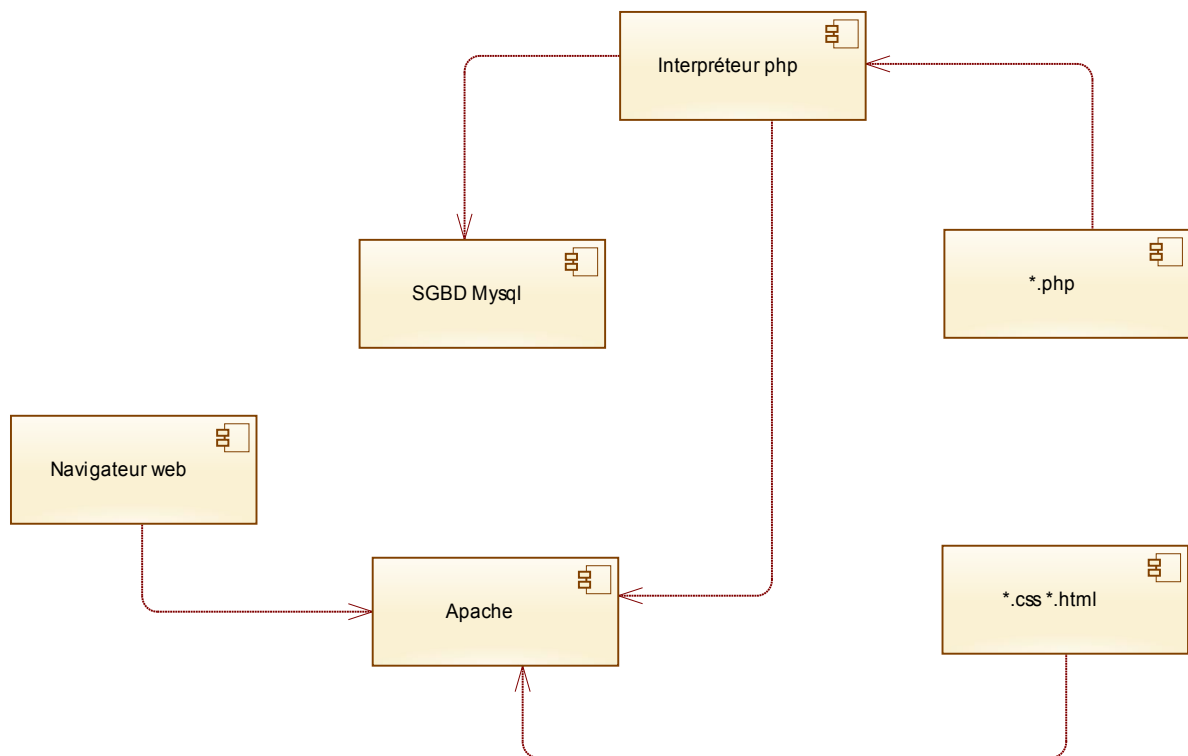 Interpréteur php
SGBD Mysql
*.php
Navigateur web
Apache
*.css *.html